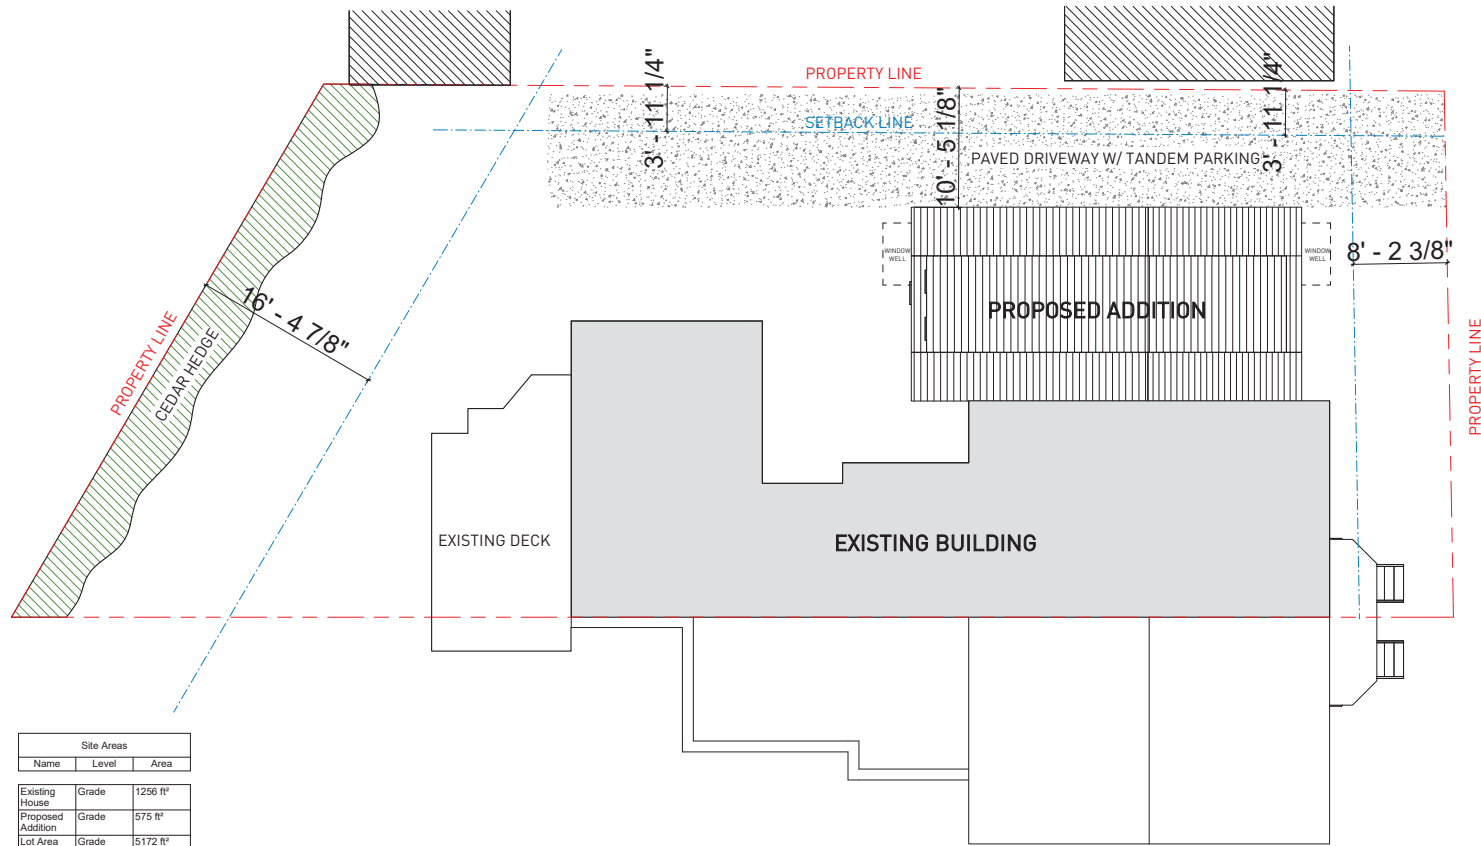 PROPERTY LINE
3' - 11 1/4"
3' - 11 1/4"
10' - 5 1/8"
SETBACK LINE
PAVED DRIVEWAY W/ TANDEM PARKING
WINDOW
WELL
WINDOW
WELL
8' - 2 3/8"
16' - 4 7/8"
PROPOSED ADDITION
PROPERTY LINE
CEDAR HEDGE
PROPERTY LINE
EXISTING DECK
EXISTING BUILDING
Site Areas
Name Level Area
Existing House Grade 1256 ft²
Proposed Addition Grade 575 ft²
Lot Area Grade 5172 ft²